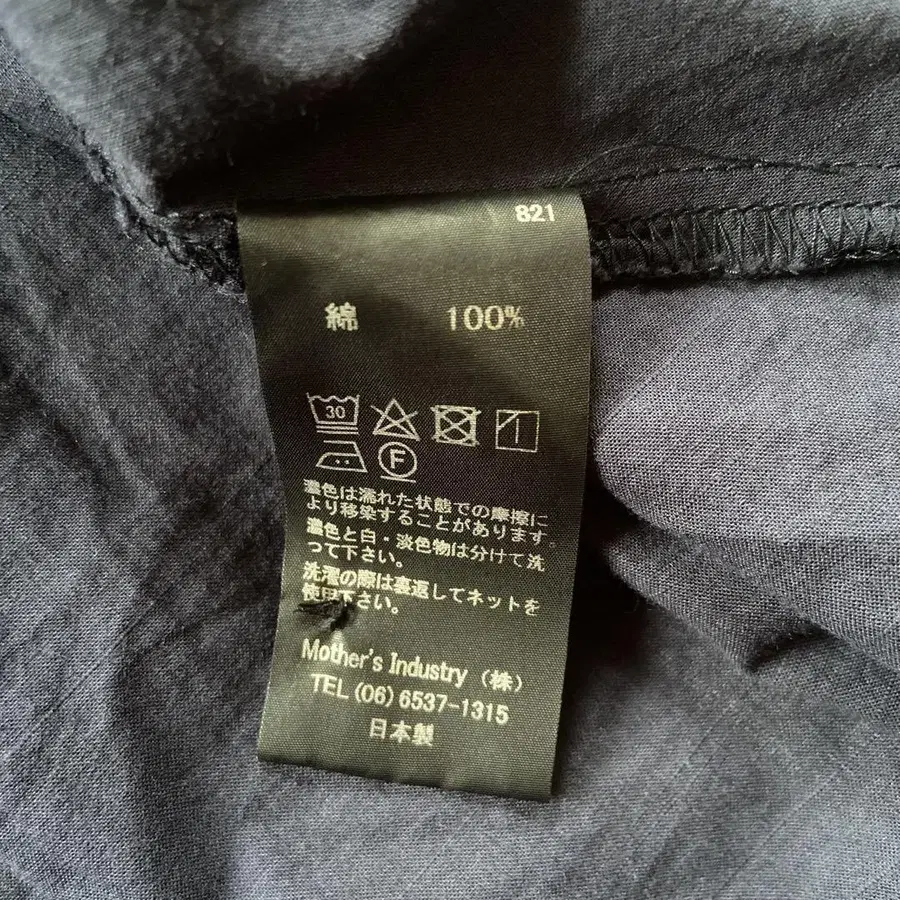 821
綿 100%
30
F
濃色は濡れた状態での摩擦に
より移染することがあります。
濃色と白・淡色物は分けて洗
って下さい。
洗濯の際は裏返してネットを
使用下さい。
Mother's Industry (株)
TEL (06) 6537-1315
日本製